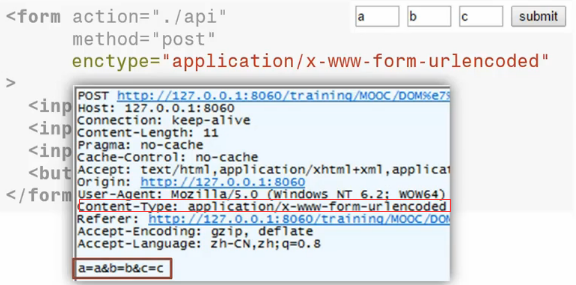 <form action="./api"
a b c submit
method="post"
enctype="application/x-www-form-urlencoded"
>
<inp
<inp
<inp
<but
</form
POST http://127.0.0.1:8060/training/MOOC/DOM%e7%
Host: 127.0.0.1:8060
Connection: keep-alive
Content-Length: 11
Pragma: no-cache
Cache-Control: no-cache
Accept: text/html,application/xhtml+xml,applicat
Origin: http://127.0.0.1:8060
User-Agent: Mozilla/5.0 (Windows NT 6.2; WOW64)
Content-Type: application/x-www-form-urlencoded
Referer: http://127.0.0.1:8060/training/MOOC/DOM
Accept-Encoding: gzip, deflate
Accept-Language: zh-CN,zh;q=0.8
a=a&b=b&c=c